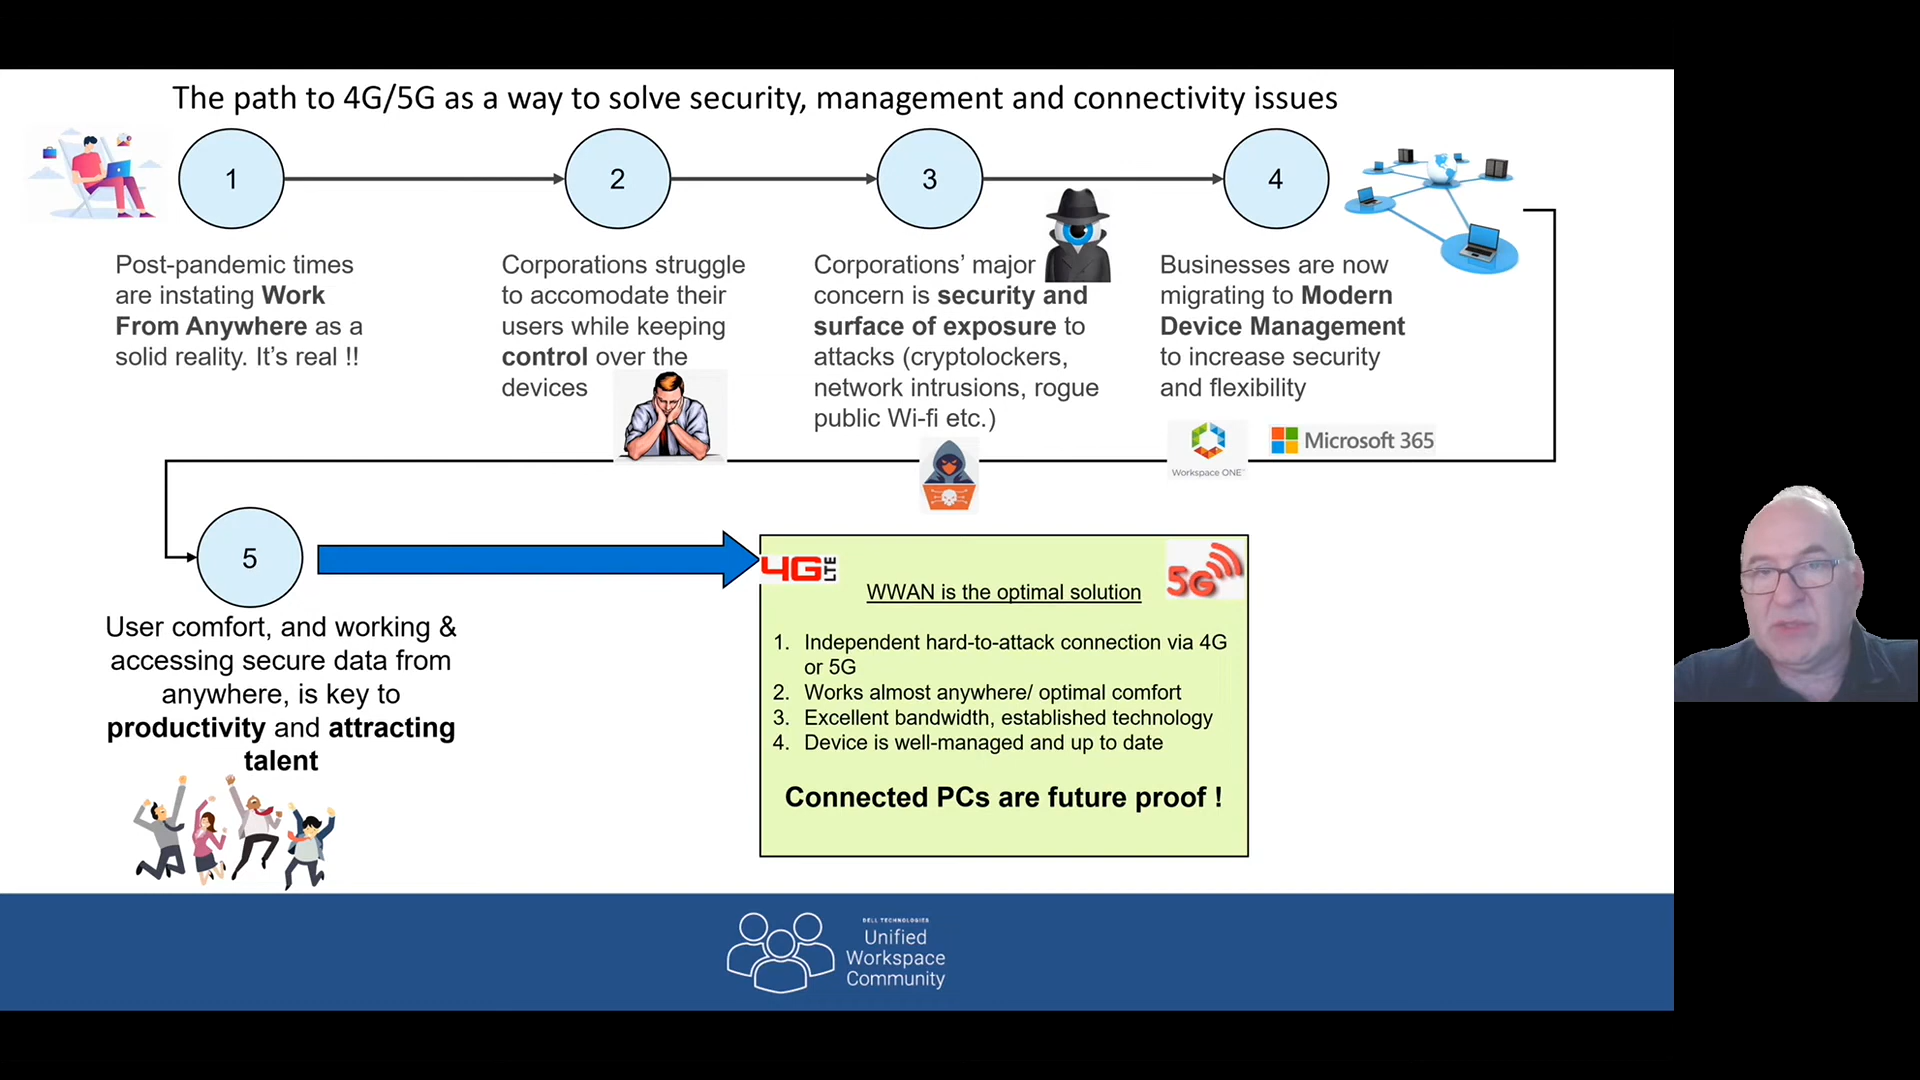 The path to 4G/5G as a way to solve security, management and connectivity issues
1
2
3
4
Post-pandemic times
are instating Work
From Anywhere as a
solid reality. It's real !!
Corporations struggle
to accomodate their
users while keeping
control over the
devices
Corporations’ major
concern is security and
surface of exposure to
attacks (cryptolockers,
network intrusions, rogue
public Wi-fi etc.)
Businesses are now
migrating to Modern
Device Management
to increase security
and flexibility
Workspace ONE™
Microsoft 365
5
User comfort, and working &
accessing secure data from
anywhere, is key to
productivity and attracting
talent
4G LTE
5G
WWAN is the optimal solution
1. Independent hard-to-attack connection via 4G
or 5G
2. Works almost anywhere/ optimal comfort
3. Excellent bandwidth, established technology
4. Device is well-managed and up to date
Connected PCs are future proof !
DELL TECHNOLOGIES
Unified
Workspace
Community